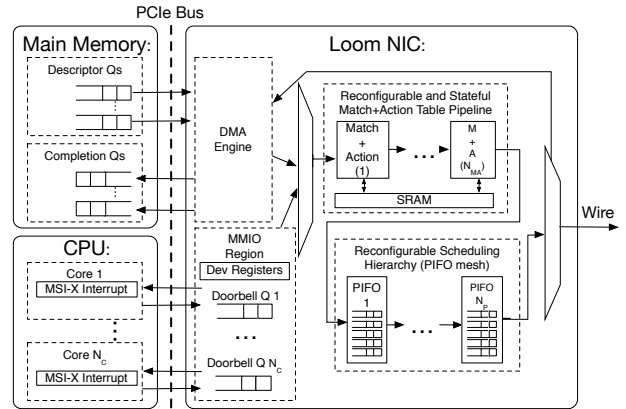 PCIe Bus
Main Memory:
Descriptor Qs
Completion Qs
CPU:
Core 1
MSI-X Interrupt
Core N_C
MSI-X Interrupt
Loom NIC:
DMA
Engine
MMIO
Region
Dev Registers
Doorbell Q 1
...
Doorbell Q N_C
Reconfigurable and Stateful
Match+Action Table Pipeline
Match
+
Action
(1)
...
M
+
A
(N_MA)
SRAM
Reconfigurable Scheduling
Hierarchy (PIFO mesh)
PIFO
1
...
PIFO
N_P
Wire